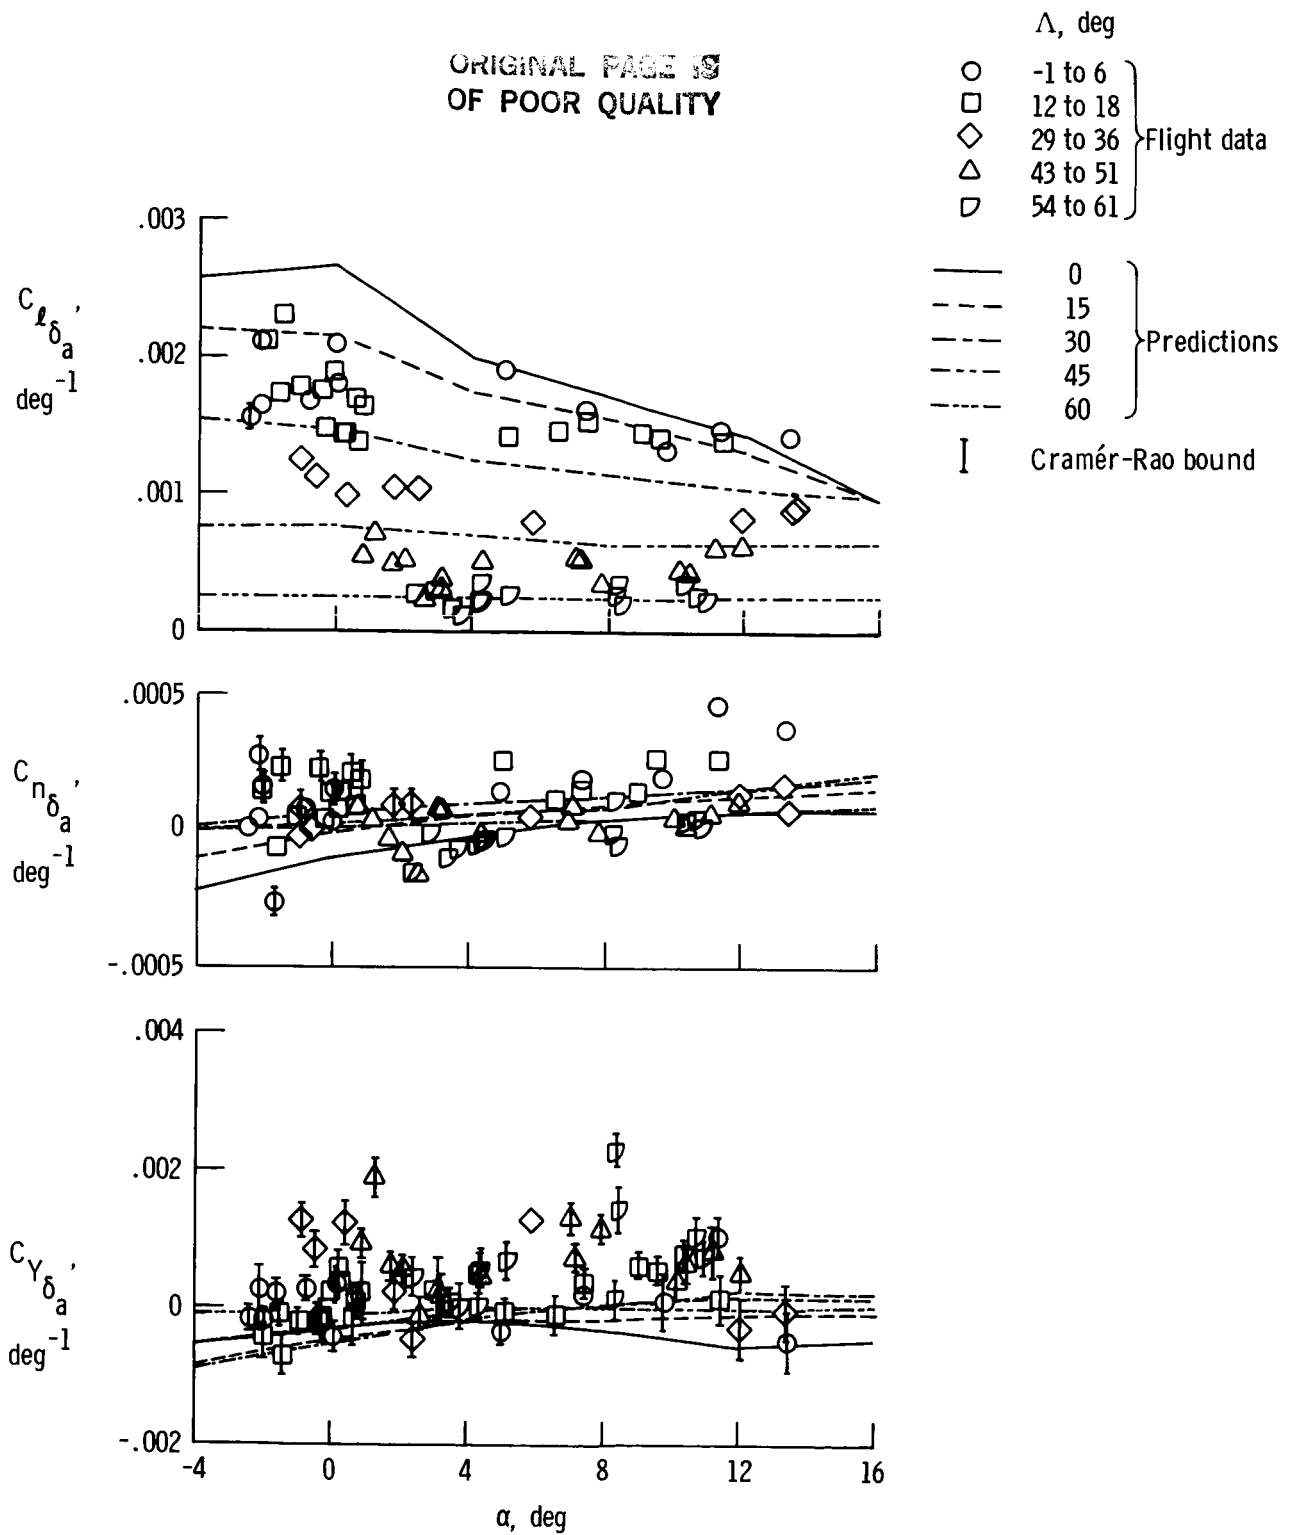 ORIGINAL PAGE IS
OF POOR QUALITY
Λ, deg
-1 to 6
12 to 18
29 to 36
43 to 51
54 to 61
Flight data
0
15
30
45
60
Predictions
Cramér-Rao bound
.003
.002
.001
0
C_ℓ_δ_a,
deg⁻¹
.0005
0
-.0005
C_n_δ_a,
deg⁻¹
.004
.002
0
-.002
C_Y_δ_a,
deg⁻¹
-4 0 4 8 12 16
α, deg